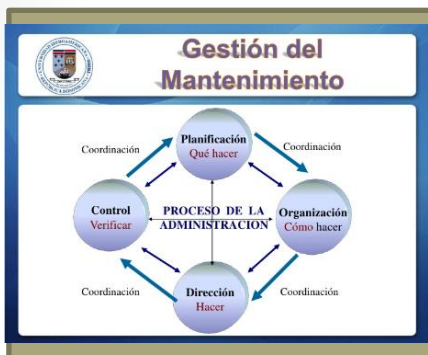 Gestión del
Mantenimiento
Planificación
Qué hacer
Coordinación
Coordinación
Control
Verificar
PROCESO DE LA
ADMINISTRACION
Organización
Cómo hacer
Coordinación
Dirección
Hacer
Coordinación